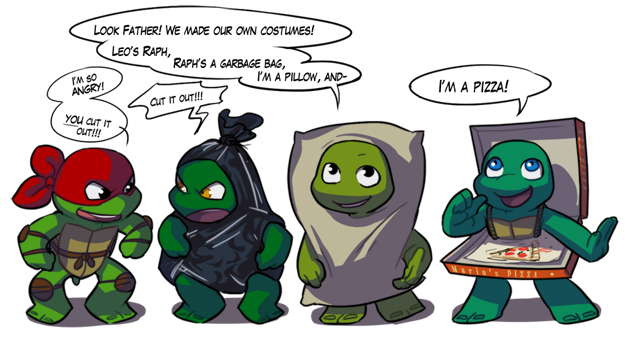 LOOK FATHER! WE MADE OUR OWN COSTUMES!
LEO'S RAPH,
RAPH'S A GARBAGE BAG,
I'M A PILLOW, AND-
I'M SO
ANGRY!
CUT IT OUT!!!
YOU CUT IT
OUT!!!
I'M A PIZZA!
Mario's PIZZA